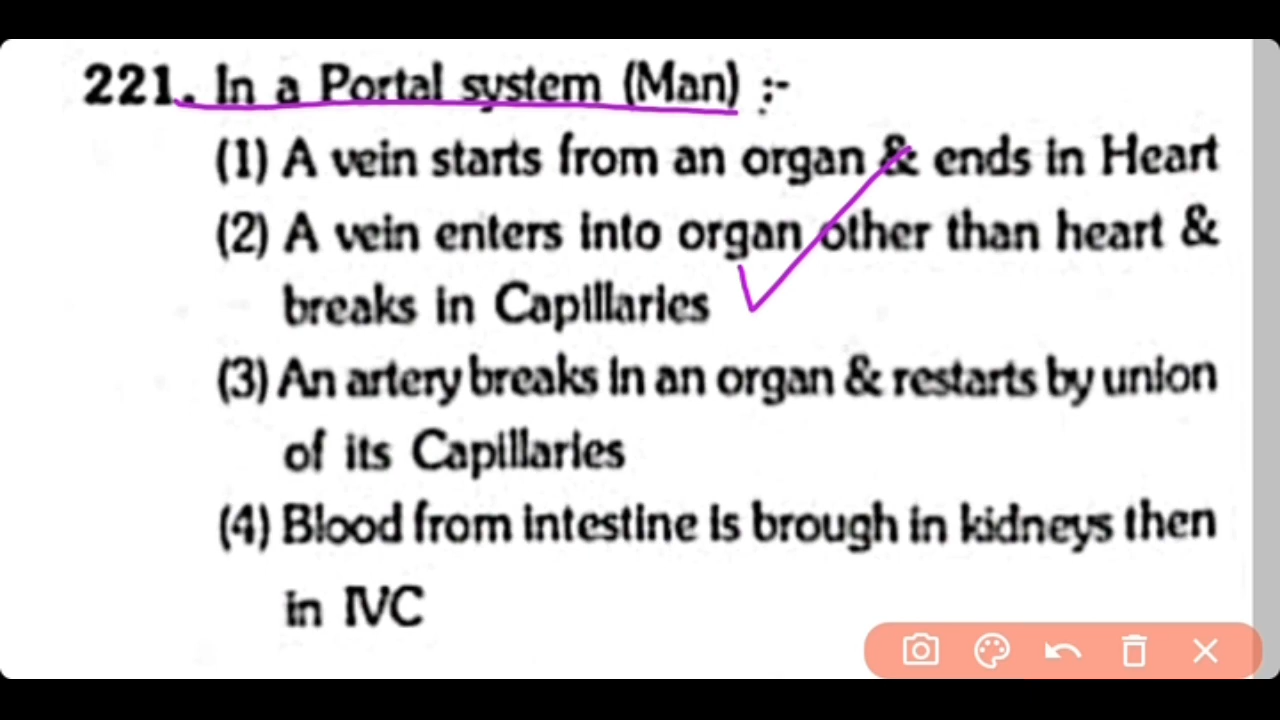 221. In a Portal system (Man) :-
(1) A vein starts from an organ & ends in Heart
(2) A vein enters into organ other than heart &
breaks in Capillaries
(3) An artery breaks in an organ & restarts by union
of its Capillaries
(4) Blood from intestine is brough in kidneys then
in IVC